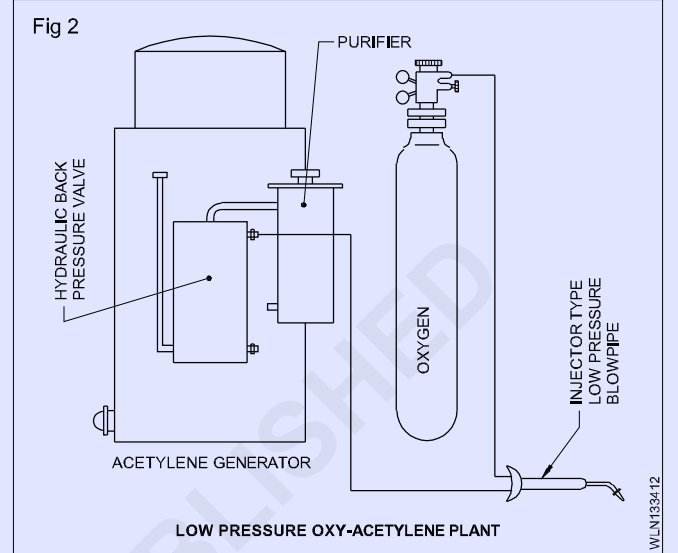 Fig 2
PURIFIER
HYDRAULIC BACK
PRESSURE VALVE
OXYGEN
INJECTOR TYPE
LOW PRESSURE
BLOWPIPE
ACETYLENE GENERATOR
LOW PRESSURE OXY-ACETYLENE PLANT
WLN133412
BLISHED